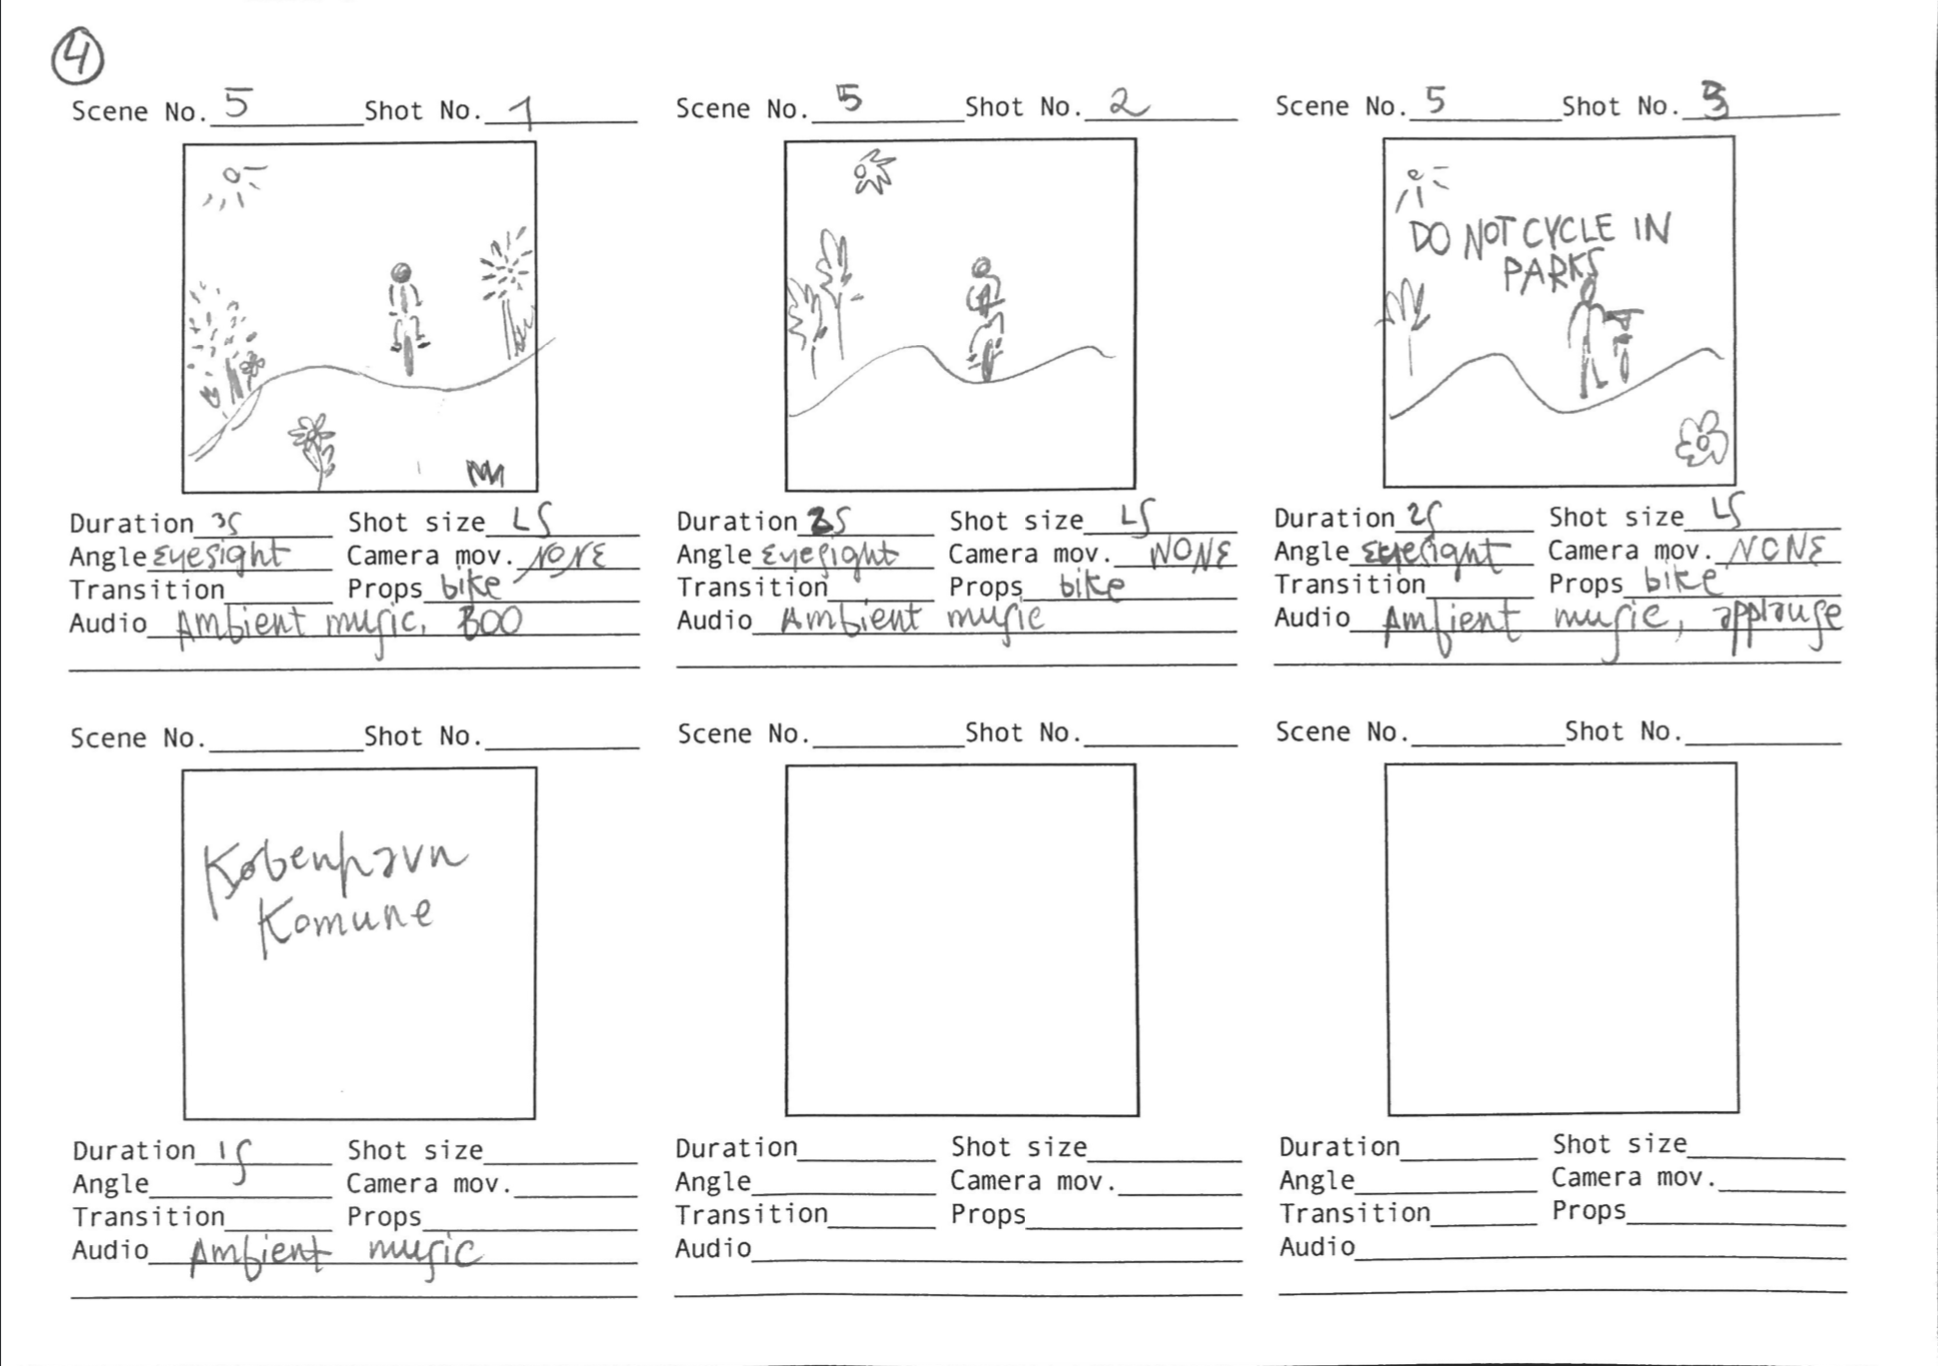 4
Scene No. 5 Shot No. 1
Scene No. 5 Shot No. 2
Scene No. 5 Shot No. 3
DO NOT CYCLE IN
PARKS
Duration 3s Shot size LS
Angle Eyesight Camera mov. NONE
Transition Props bike
Audio Ambient music, BOO
Duration s Shot size LS
Angle Eyesight Camera mov. NONE
Transition Props bike
Audio Ambient music
Duration 2s Shot size LS
Angle Eyesight Camera mov. NONE
Transition Props bike
Audio Ambient music, applause
Scene No. Shot No.
Scene No. Shot No.
Scene No. Shot No.
København
Komune
Duration 1s Shot size
Angle Camera mov.
Transition Props
Audio Ambient music
Duration Shot size
Angle Camera mov.
Transition Props
Audio
Duration Shot size
Angle Camera mov.
Transition Props
Audio